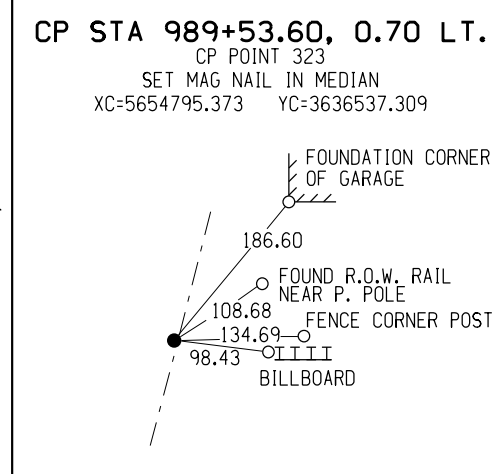 CP STA 989+53.60, 0.70 LT.
CP POINT 323
SET MAG NAIL IN MEDIAN
XC=5654795.373 YC=3636537.309
FOUNDATION CORNER
OF GARAGE
186.60
FOUND R.O.W. RAIL
NEAR P. POLE
108.68
FENCE CORNER POST
134.69
98.43
BILLBOARD